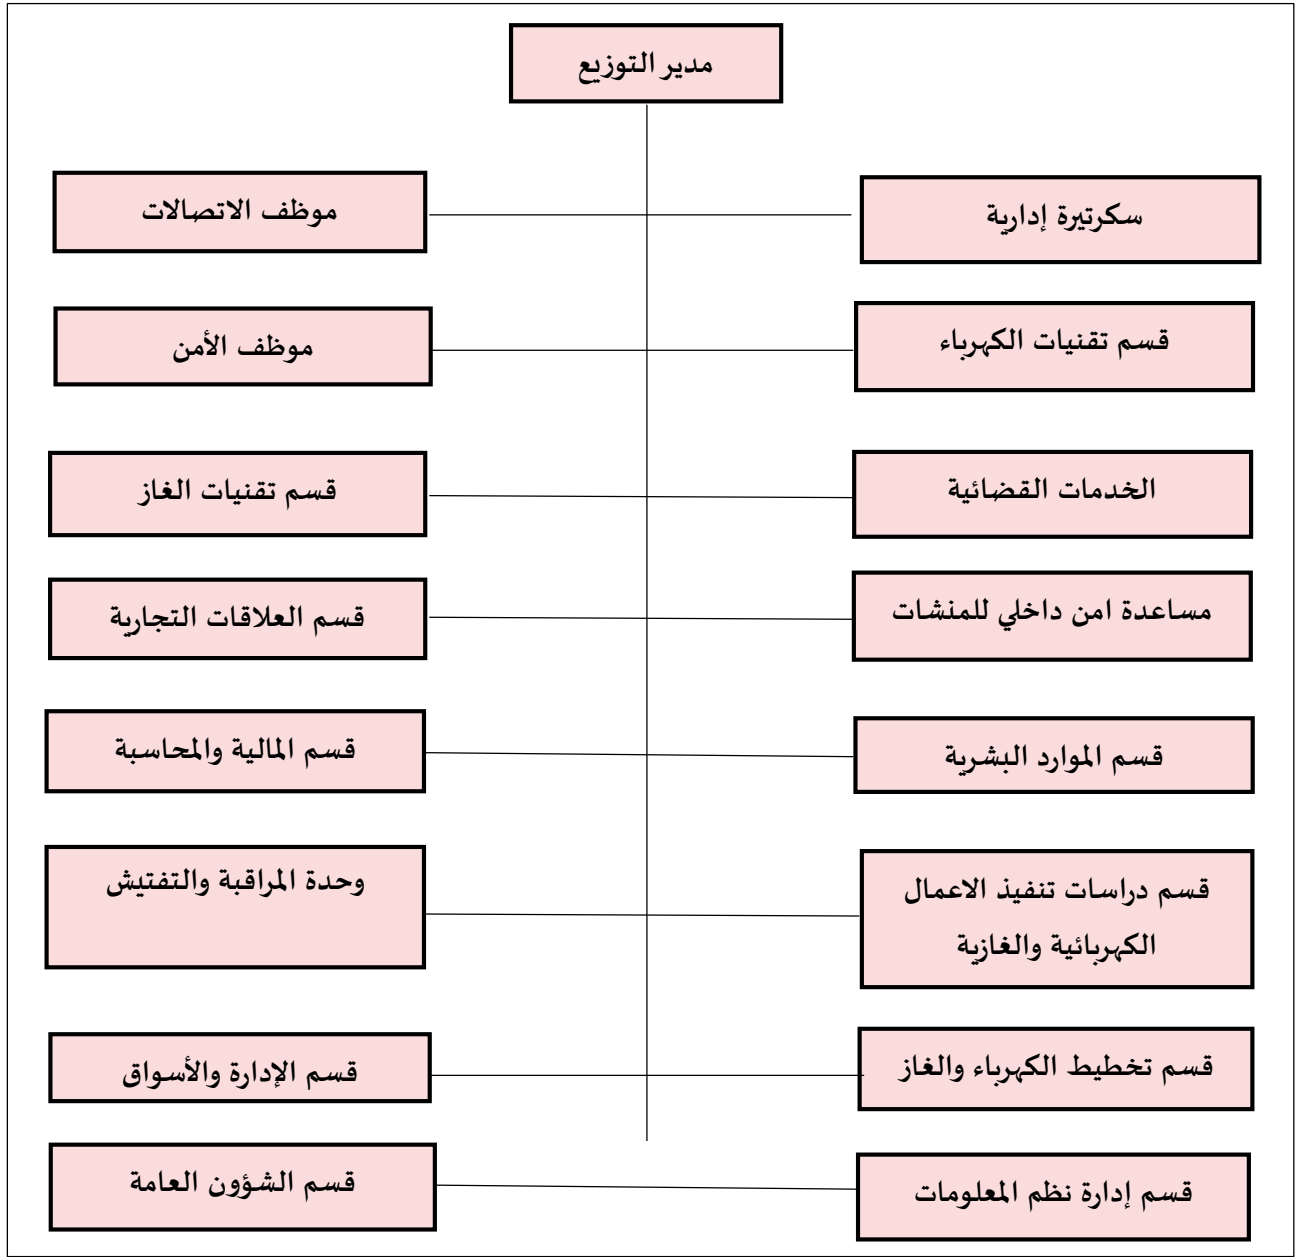 مدير التوزيع
سكرتيرة إدارية
موظف الاتصالات
قسم تقنيات الكهرباء
موظف الأمن
الخدمات القضائية
قسم تقنيات الغاز
مساعدة امن داخلي للمنشات
قسم العلاقات التجارية
قسم الموارد البشرية
قسم المالية والمحاسبة
قسم دراسات تنفيذ الاعمال
الكهربائية والغازية
وحدة المراقبة والتفتيش
قسم تخطيط الكهرباء والغاز
قسم الإدارة والأسواق
قسم إدارة نظم المعلومات
قسم الشؤون العامة